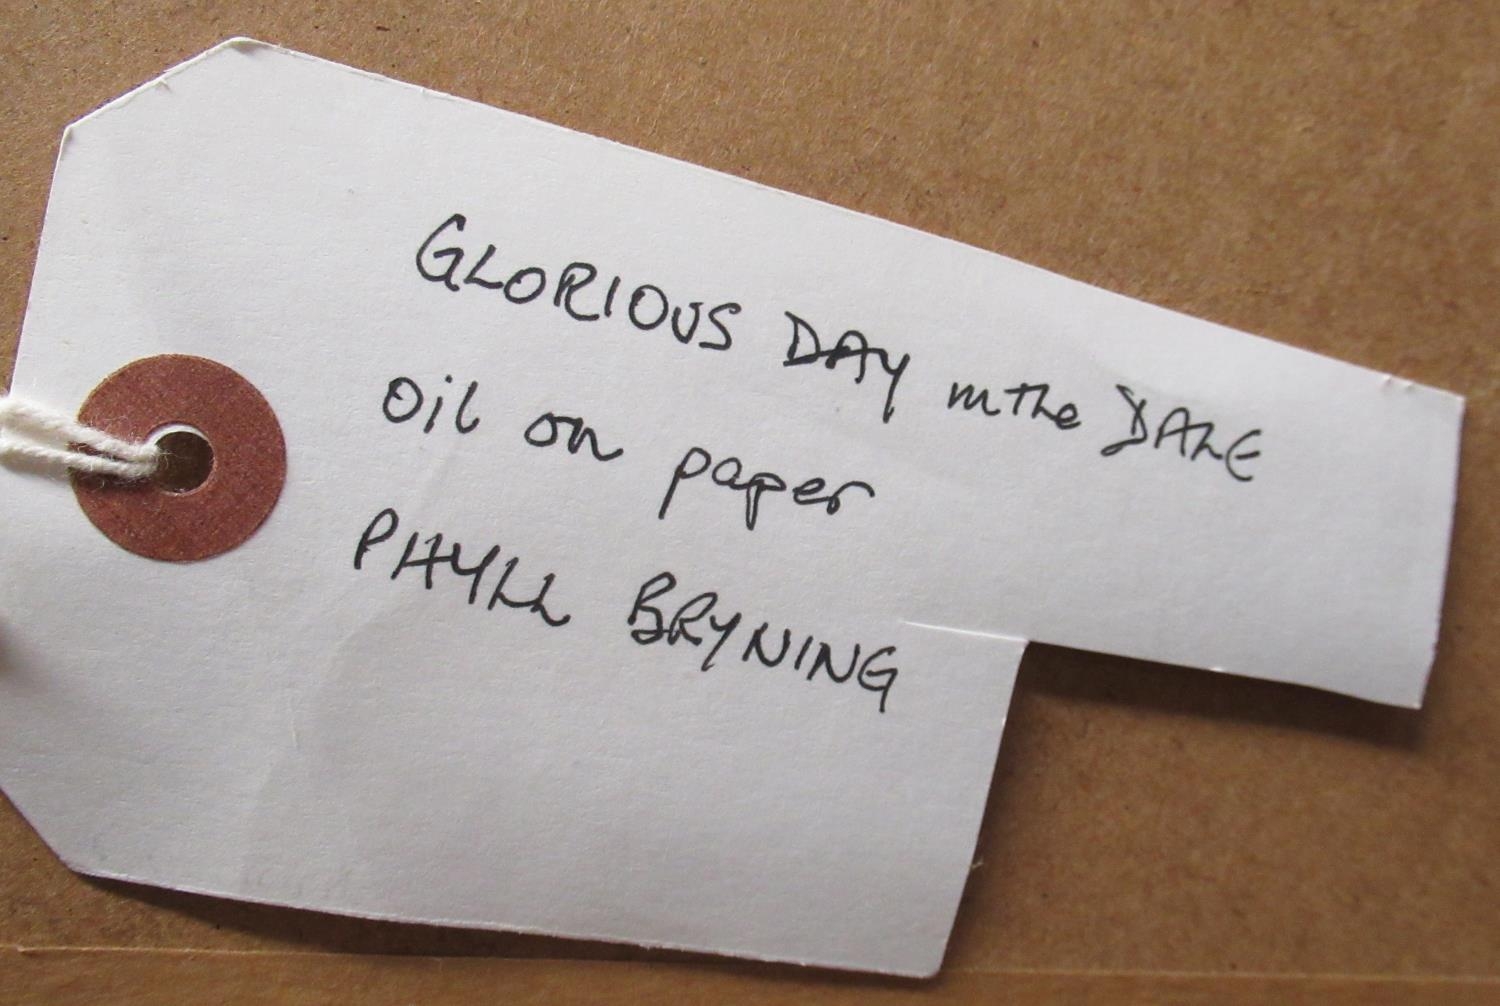 GLORIOUS DAY in the DALE
oil on paper
PHYLL BRYNING